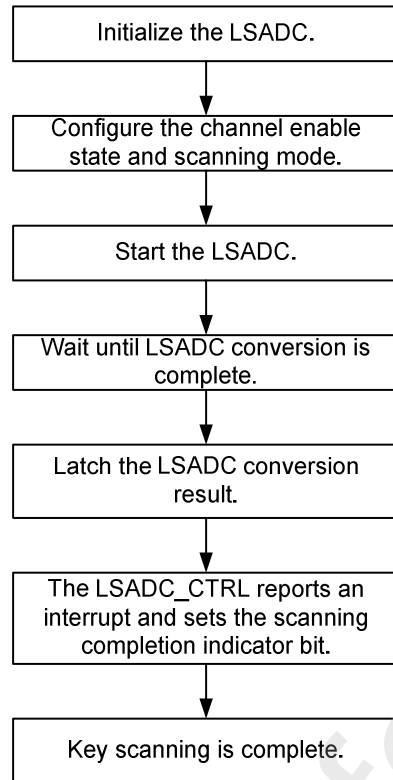 Initialize the LSADC.
Configure the channel enable
state and scanning mode.
Start the LSADC.
Wait until LSADC conversion is
complete.
Latch the LSADC conversion
result.
The LSADC_CTRL reports an
interrupt and sets the scanning
completion indicator bit.
Key scanning is complete.